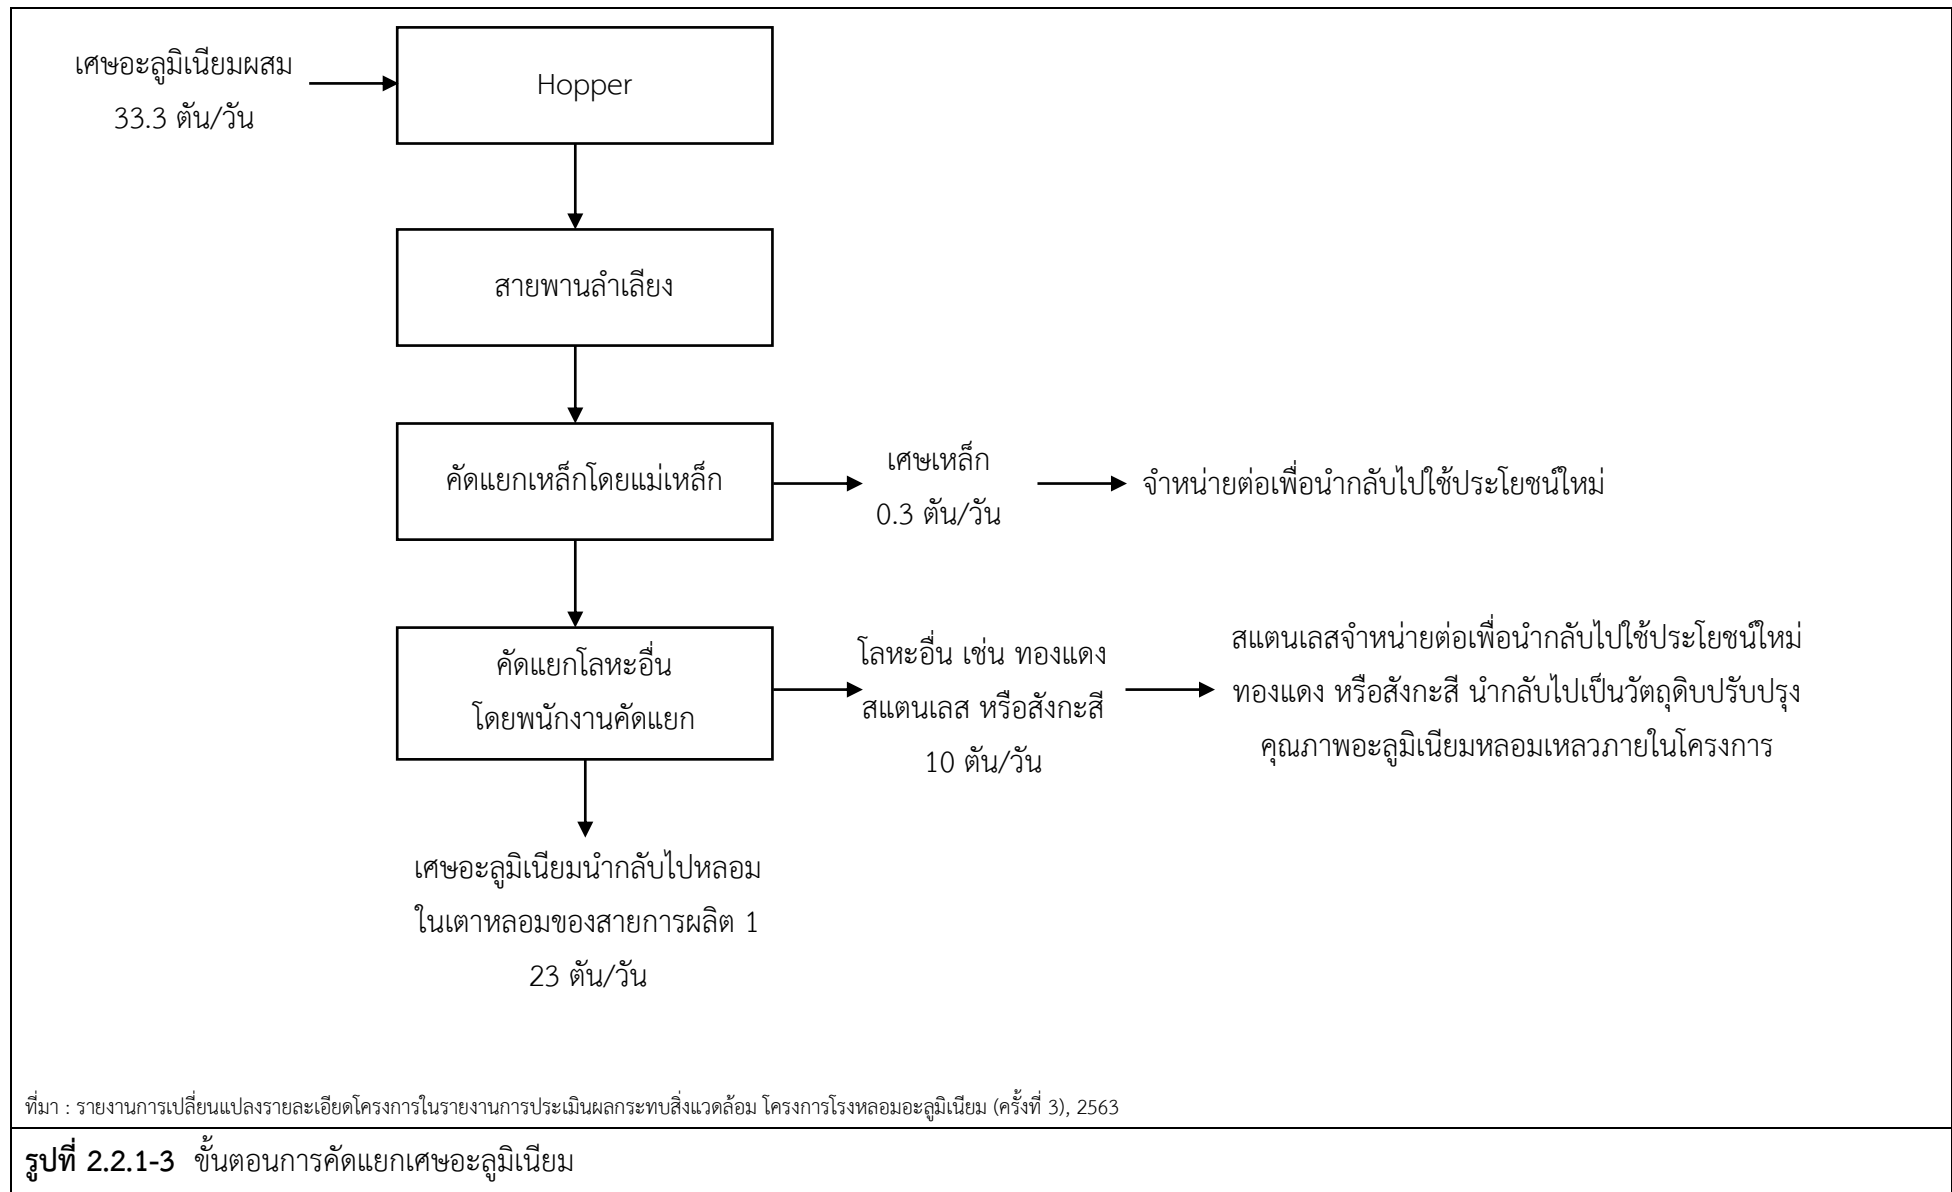 เศษอะลูมิเนียมผสม
33.3 ตัน/วัน
Hopper
สายพานลำเลียง
คัดแยกเหล็กโดยแม่เหล็ก
เศษเหล็ก
0.3 ตัน/วัน
จำหน่ายต่อเพื่อนำกลับไปใช้ประโยชน์ใหม่
คัดแยกโลหะอื่น
โดยพนักงานคัดแยก
โลหะอื่น เช่น ทองแดง
สแตนเลส หรือสังกะสี
10 ตัน/วัน
สแตนเลสจำหน่ายต่อเพื่อนำกลับไปใช้ประโยชน์ใหม่
ทองแดง หรือสังกะสี นำกลับไปเป็นวัตถุดิบปรับปรุง
คุณภาพอะลูมิเนียมหลอมเหลวภายในโครงการ
เศษอะลูมิเนียมนำกลับไปหลอม
ในเตาหลอมของสายการผลิต 1
23 ตัน/วัน
ที่มา : รายงานการเปลี่ยนแปลงรายละเอียดโครงการในรายงานการประเมินผลกระทบสิ่งแวดล้อม โครงการโรงหลอมอะลูมิเนียม (ครั้งที่ 3), 2563
รูปที่ 2.2.1-3 ขั้นตอนการคัดแยกเศษอะลูมิเนียม